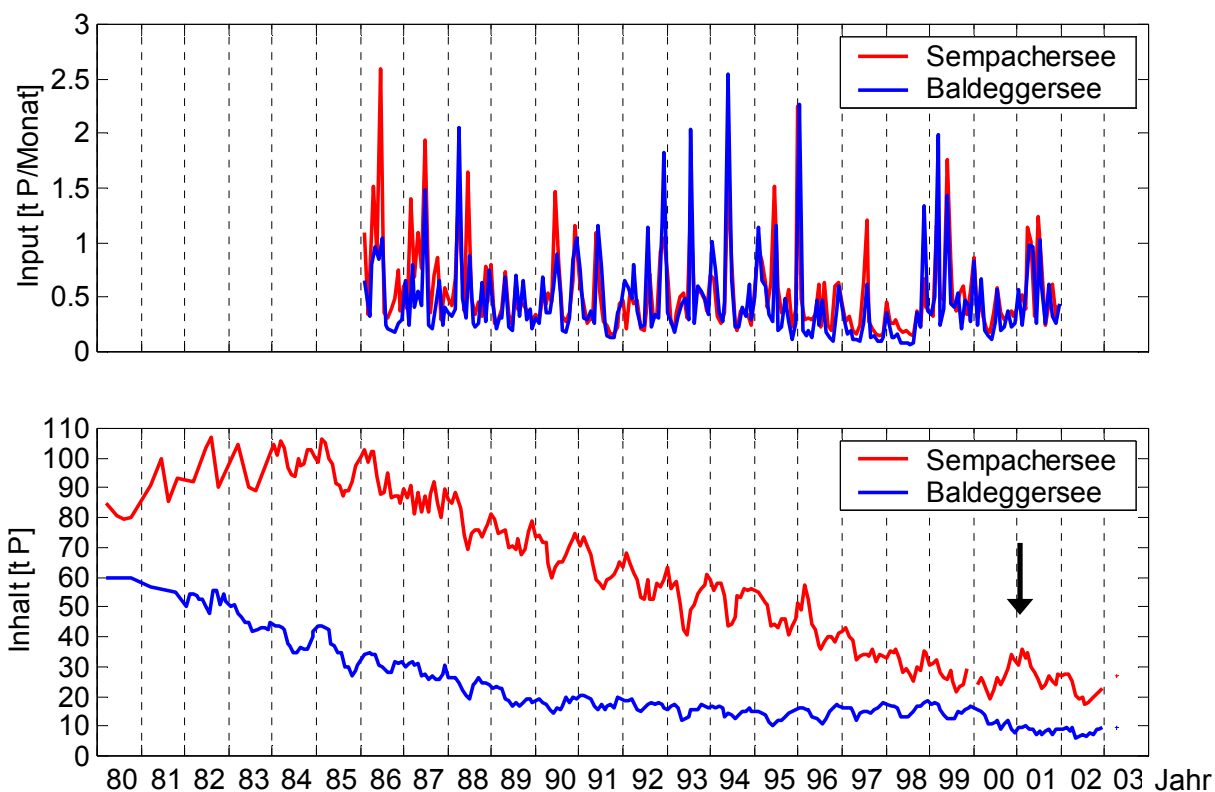 3
2.5
2
1.5
1
0.5
0
Input [t P/Monat]
Sempachersee
Baldeggersee
110
100
90
80
70
60
50
40
30
20
10
0
Inhalt [t P]
Sempachersee
Baldeggersee
80 81 82 83 84 85 86 87 88 89 90 91 92 93 94 95 96 97 98 99 00 01 02 03 Jahr